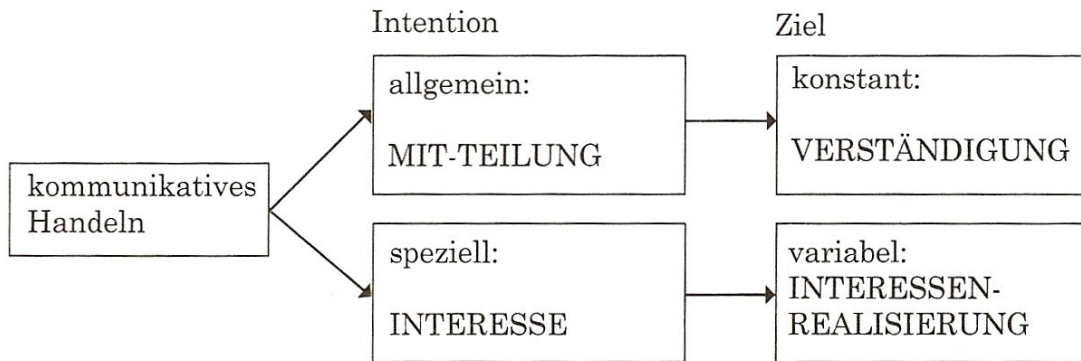 Intention
Ziel
allgemein:
MIT-TEILUNG
konstant:
VERSTÄNDIGUNG
kommunikatives
Handeln
speziell:
INTERESSE
variabel:
INTERESSEN-
REALISIERUNG